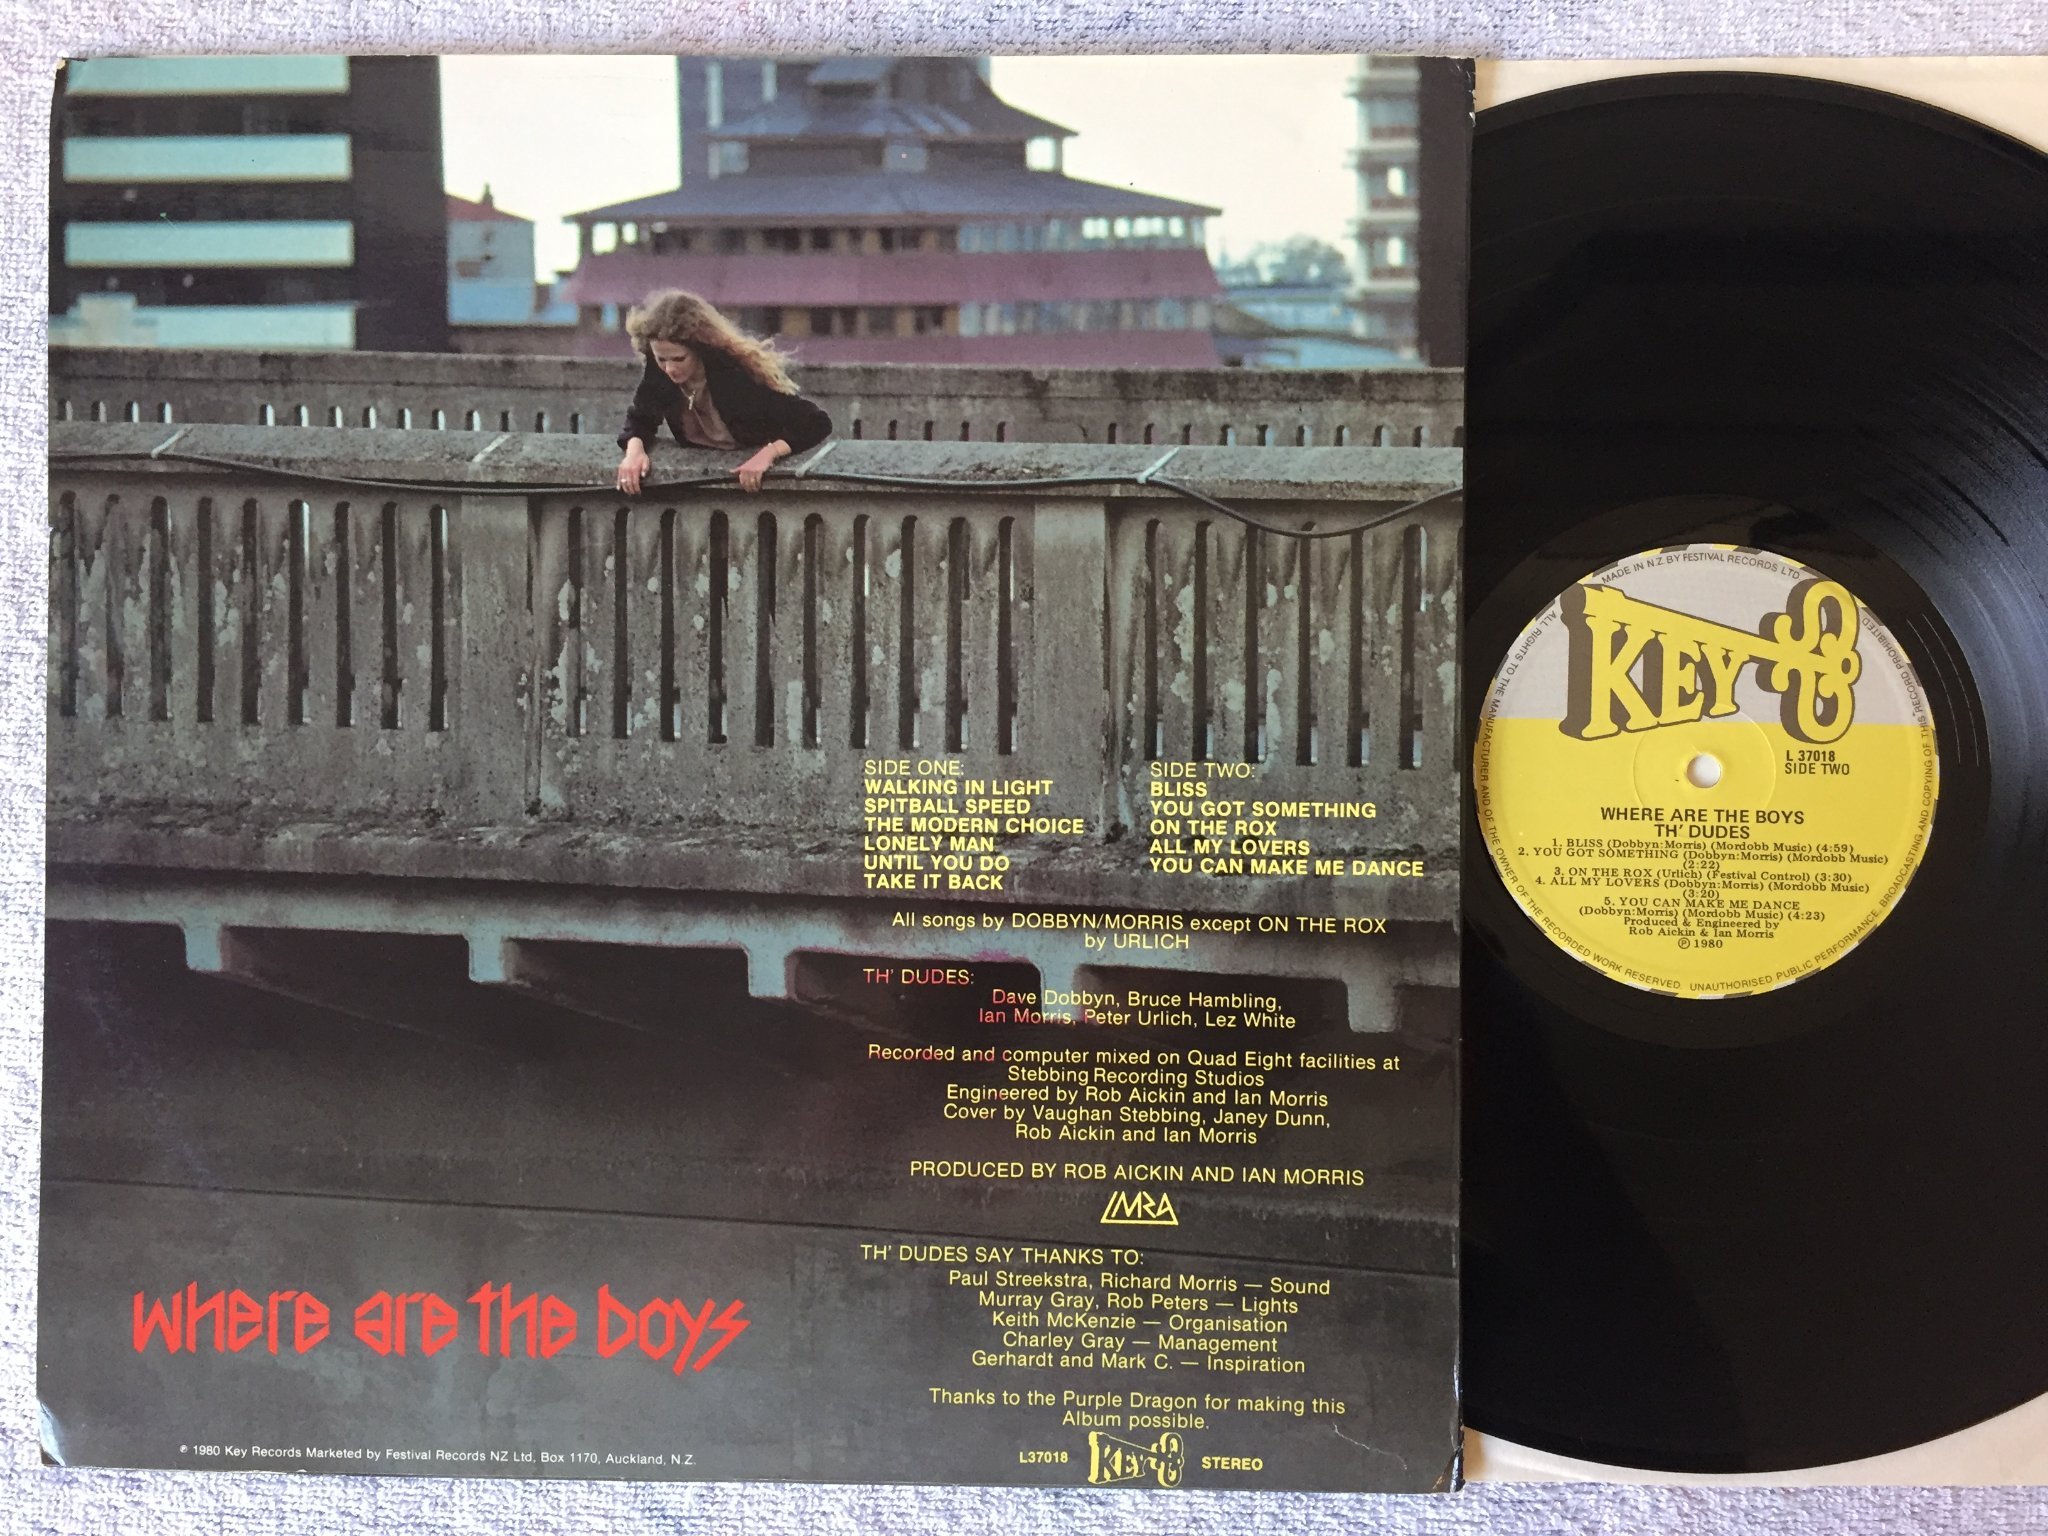 SIDE ONE:
WALKING IN LIGHT
SPITBALL SPEED
THE MODERN CHOICE
LONELY MAN
UNTIL YOU DO
TAKE IT BACK
SIDE TWO:
BLISS
YOU GOT SOMETHING
ON THE ROX
ALL MY LOVERS
YOU CAN MAKE ME DANCE
All songs by DOBBYN/MORRIS except ON THE ROX
by URLICH
TH' DUDES:
Dave Dobbyn, Bruce Hambling,
Ian Morris, Peter Urlich, Lez White
Recorded and computer mixed on Quad Eight facilities at
Stebbing Recording Studios
Engineered by Rob Aickin and Ian Morris
Cover by Vaughan Stebbing, Janey Dunn,
Rob Aickin and Ian Morris
PRODUCED BY ROB AICKIN AND IAN MORRIS
IMRA
TH' DUDES SAY THANKS TO:
Paul Streekstra, Richard Morris — Sound
Murray Gray, Rob Peters — Lights
Keith McKenzie — Organisation
Charley Gray — Management
Gerhardt and Mark C. — Inspiration
Thanks to the Purple Dragon for making this
Album possible.
L37018 KEY STEREO
where are the boys
℗ 1980 Key Records Marketed by Festival Records NZ Ltd, Box 1170, Auckland, N.Z.
MADE IN N.Z. BY FESTIVAL RECORDS LTD
ALL RIGHTS TO THE MANUFACTURER AND OF THE OWNER OF THE RECORDED WORK RESERVED. UNAUTHORISED PUBLIC PERFORMANCE, BROADCASTING AND COPYING OF THIS RECORD PROHIBITED
KEY
L 37018
SIDE TWO
WHERE ARE THE BOYS
TH' DUDES
1. BLISS (Dobbyn:Morris) (Mordobb Music) (4:59)
2. YOU GOT SOMETHING (Dobbyn:Morris) (Mordobb Music)
(2:22)
3. ON THE ROX (Urlich) (Festival Control) (3:30)
4. ALL MY LOVERS (Dobbyn:Morris) (Mordobb Music)
(3:20)
5. YOU CAN MAKE ME DANCE
(Dobbyn:Morris) (Mordobb Music) (4:23)
Produced & Engineered by
Rob Aickin & Ian Morris
℗ 1980